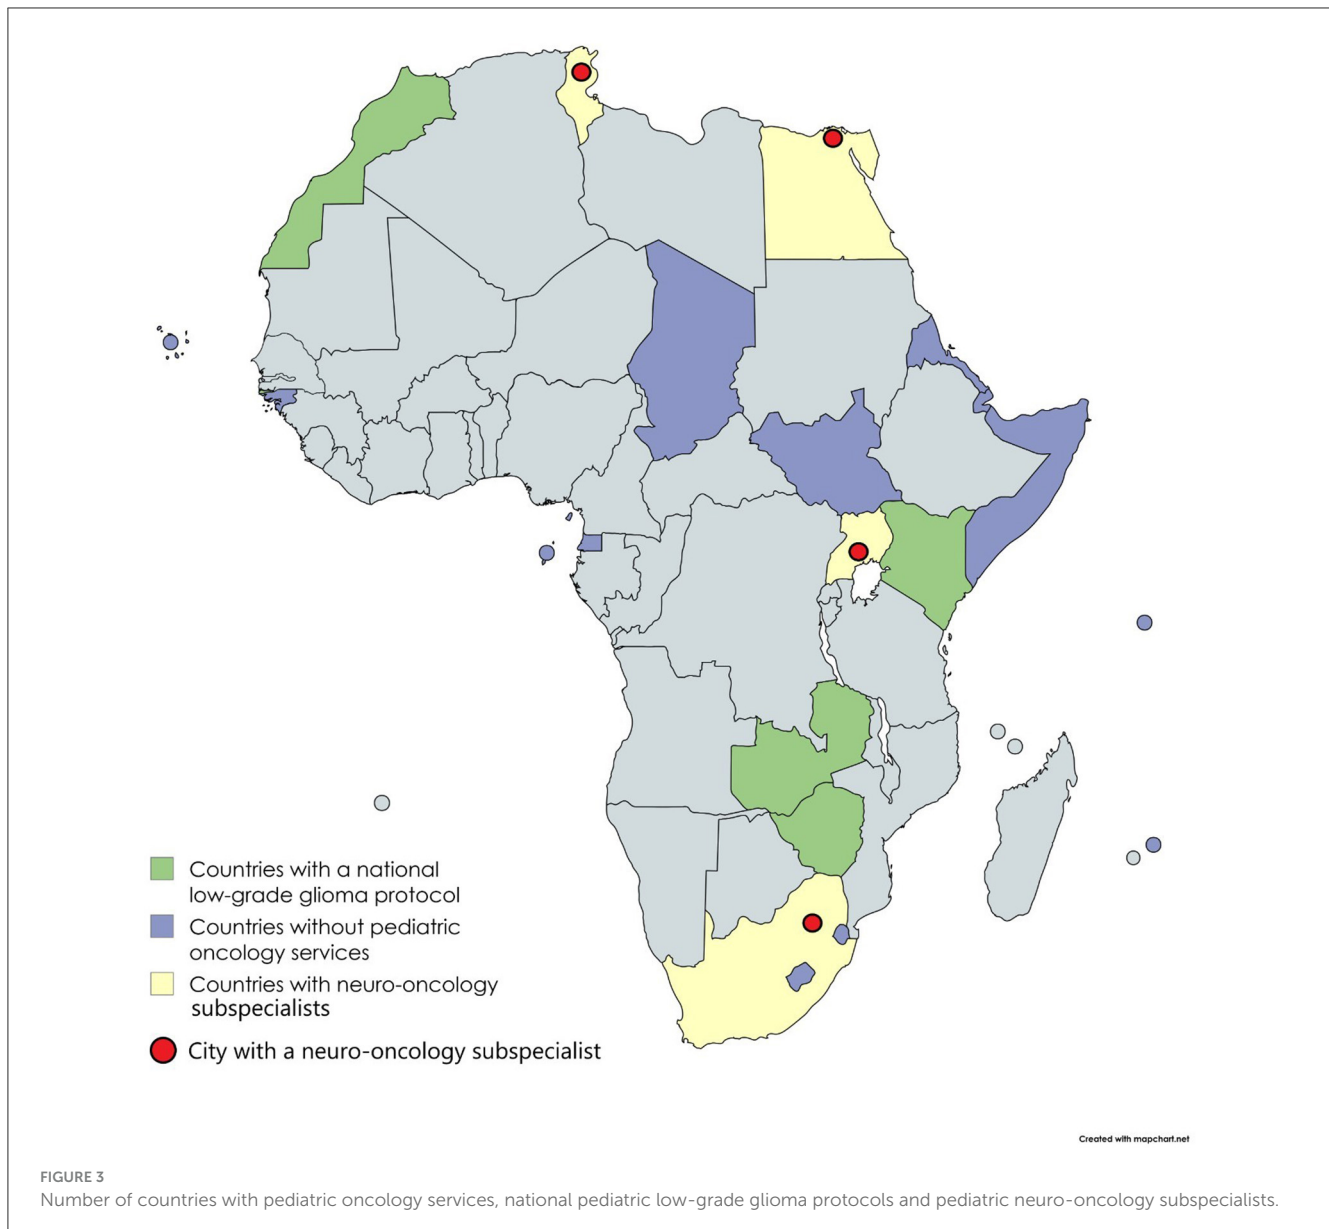 Countries with a national
low-grade glioma protocol
Countries without pediatric
oncology services
Countries with neuro-oncology
subspecialists
City with a neuro-oncology subspecialist
Created with mapchart.net
FIGURE 3
Number of countries with pediatric oncology services, national pediatric low-grade glioma protocols and pediatric neuro-oncology subspecialists.